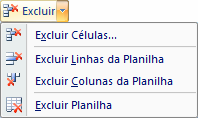 Excluir
Excluir Células...
Excluir Linhas da Planilha
Excluir Colunas da Planilha
Excluir Planilha